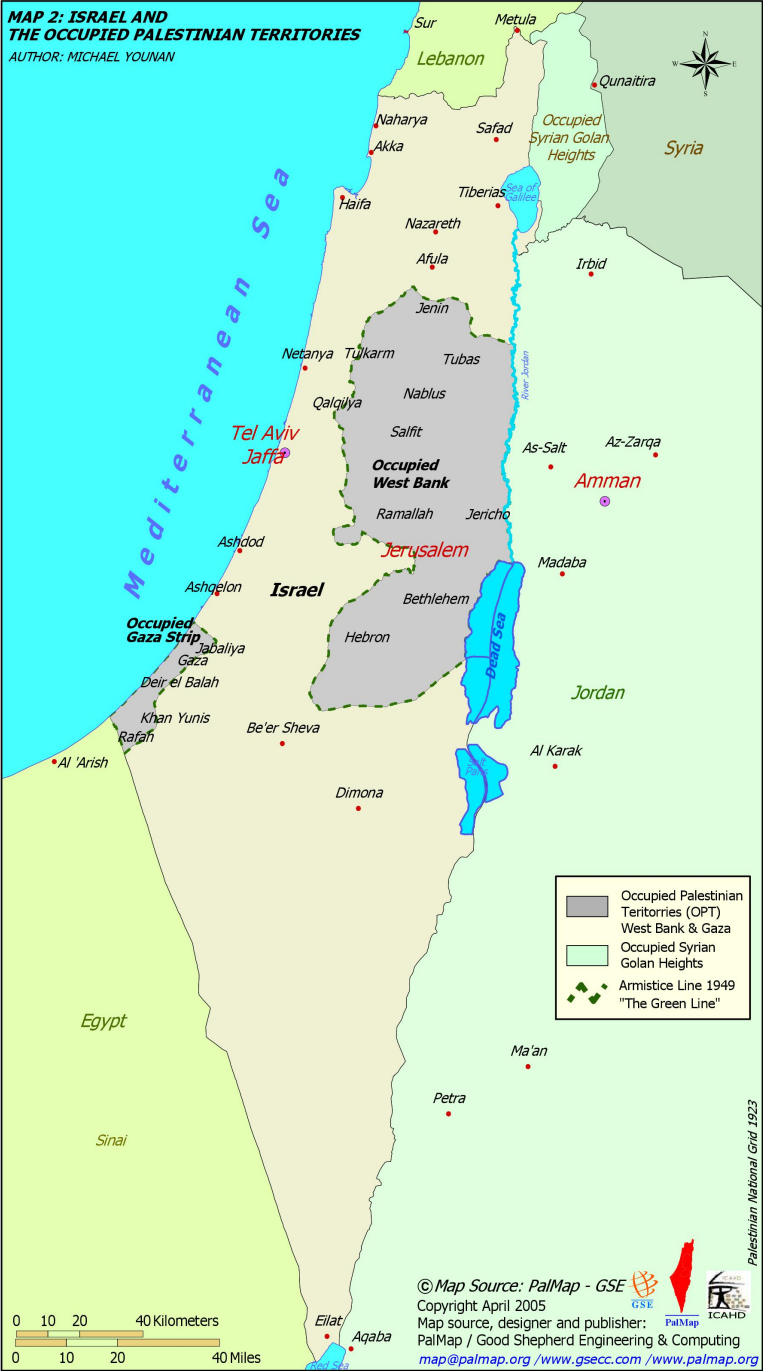 MAP 2: ISRAEL AND
THE OCCUPIED PALESTINIAN TERRITORIES
AUTHOR: MICHAEL YOUNAN
Sur
Metula
Lebanon
N
W
E
S
Qunaitira
Naharya
Safad
Occupied
Syrian Golan
Heights
Syria
Akka
Tiberias
Sea of
Galilee
Haifa
Nazareth
Mediterranean Sea
Afula
Irbid
Jenin
Netanya
Tulkarm
Tubas
River Jordan
Nablus
Qalqilya
Tel Aviv
Jaffa
Salfit
As-Salt
Az-Zarqa
Occupied
West Bank
Amman
Ramallah
Jericho
Ashdod
Jerusalem
Madaba
Ashqelon
Israel
Bethlehem
Occupied
Gaza Strip
Jabaliya
Hebron
Dead Sea
Gaza
Deir el Balah
Jordan
Khan Yunis
Rafah
Be'er Sheva
Al 'Arish
Salt
Pans
Al Karak
Dimona
Occupied Palestinian
Teritories (OPT)
West Bank & Gaza
Occupied Syrian
Golan Heights
Armistice Line 1949
"The Green Line"
Egypt
Ma'an
Petra
Sinai
Palestinian National Grid 1923
©Map Source: PalMap - GSE
Copyright April 2005
Map source, designer and publisher:
PalMap / Good Shepherd Engineering & Computing
map@palmap.org /www.gsecc.com /www.palmap.org
GSE
PalMap
ICAHD
ICAHD
Eilat
Aqaba
Red Sea
0 10 20 40 Kilometers
0 10 20 40 Miles